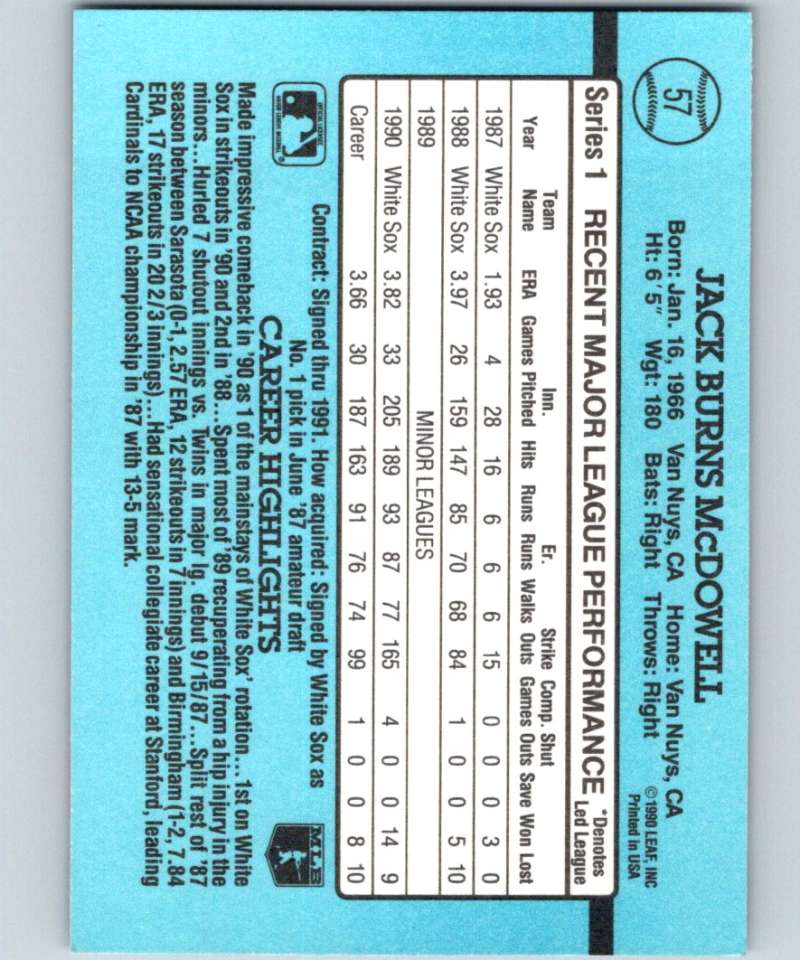 57
JACK BURNS McDOWELL
Born: Jan. 16, 1966 Van Nuys, CA Home: Van Nuys, CA
Ht: 6'5" Wgt: 180 Bats: Right Throws: Right
©1990 LEAF, INC
Printed in USA
Series 1 RECENT MAJOR LEAGUE PERFORMANCE *Denotes
Led League
Team Inn. Er. Strike Comp. Shut
Year Name ERA Games Pitched Hits Runs Runs Walks Outs Games Outs Save Won Lost
1987 White Sox 1.93 4 28 16 6 6 6 15 0 0 0 3 0
1988 White Sox 3.97 26 159 147 85 70 68 84 1 0 0 5 10
1989 MINOR LEAGUES
1990 White Sox 3.82 33 205 189 93 87 77 165 4 0 0 14 9
Career 3.66 30 187 163 91 76 74 99 1 0 0 8 10
Contract: Signed thru 1991. How acquired: Signed by White Sox as
No. 1 pick in June '87 amateur draft
CAREER HIGHLIGHTS
MLB
Made impressive comeback in '90 as 1 of the mainstays of White Sox' rotation...1st on White
Sox in strikeouts in '90 and 2nd in '88...Spent most of '89 recuperating from a hip injury in the
minors...Hurled 7 shutout innings vs. Twins in major lg. debut 9/15/87...Split rest of '87
season between Sarasota (0-1, 2.57 ERA, 12 strikeouts in 7 innings) and Birmingham (1-2, 7.84
ERA, 17 strikeouts in 20 2/3 innings)...Had sensational collegiate career at Stanford, leading
Cardinals to NCAA championship in '87 with 13-5 mark.